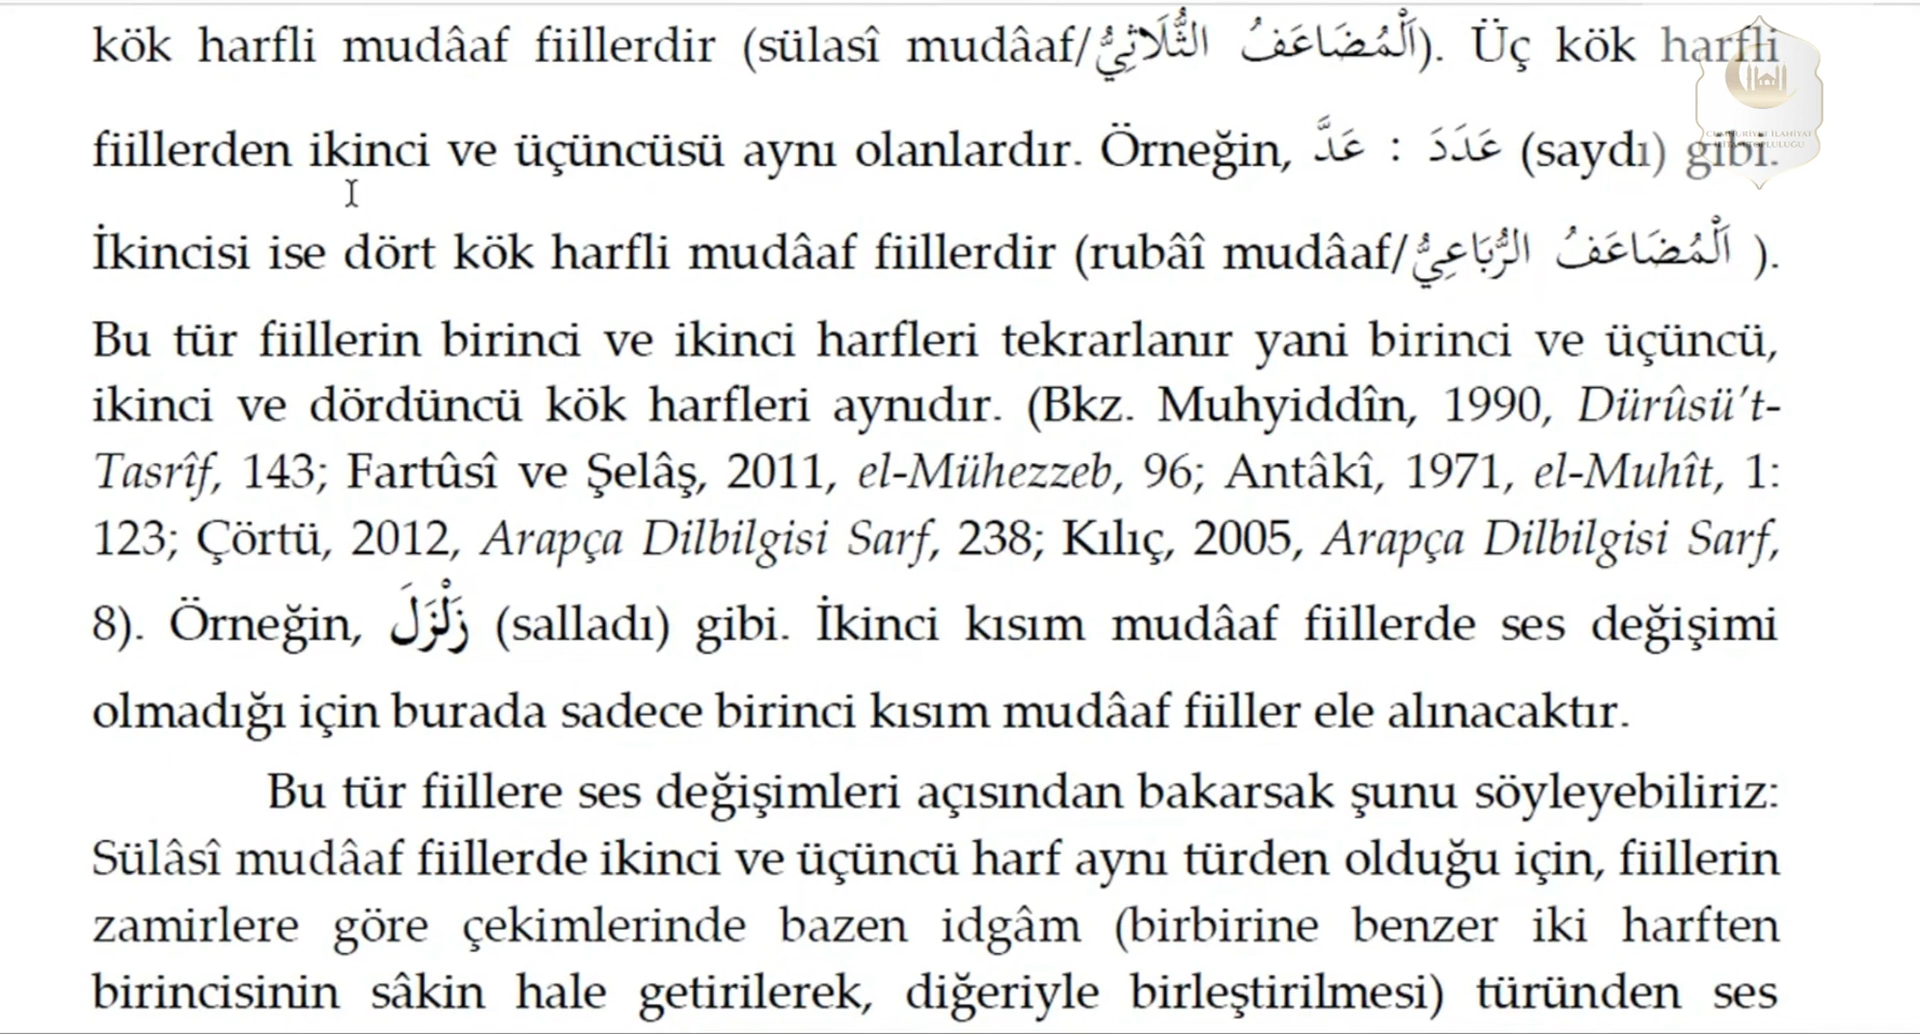 kök harfli mudâaf fiillerdir (sülasî mudâaf/اَلْمُضَاعَفُ الثُّلَاثِيُّ). Üç kök harfli
fiillerden ikinci ve üçüncüsü aynı olanlardır. Örneğin, عَدَدَ : عَدَّ (saydı) gibi.
CUMHURİYET İLAHİYAT
TOPLULUĞU
İkincisi ise dört kök harfli mudâaf fiillerdir (rubâî mudâaf/اَلْمُضَاعَفُ الرُّبَاعِيُّ ).
Bu tür fiillerin birinci ve ikinci harfleri tekrarlanır yani birinci ve üçüncü,
ikinci ve dördüncü kök harfleri aynıdır. (Bkz. Muhyiddîn, 1990, Dürûsü't-
Tasrîf, 143; Fartûsî ve Şelâş, 2011, el-Mühezzeb, 96; Antâkî, 1971, el-Muhît, 1:
123; Çörtü, 2012, Arapça Dilbilgisi Sarf, 238; Kılıç, 2005, Arapça Dilbilgisi Sarf,
8). Örneğin, زَلْزَلَ (salladı) gibi. İkinci kısım mudâaf fiillerde ses değişimi
olmadığı için burada sadece birinci kısım mudâaf fiiller ele alınacaktır.
Bu tür fiillere ses değişimleri açısından bakarsak şunu söyleyebiliriz:
Sülâsî mudâaf fiillerde ikinci ve üçüncü harf aynı türden olduğu için, fiillerin
zamirlere göre çekimlerinde bazen idgâm (birbirine benzer iki harften
birincisinin sâkin hale getirilerek, diğeriyle birleştirilmesi) türünden ses